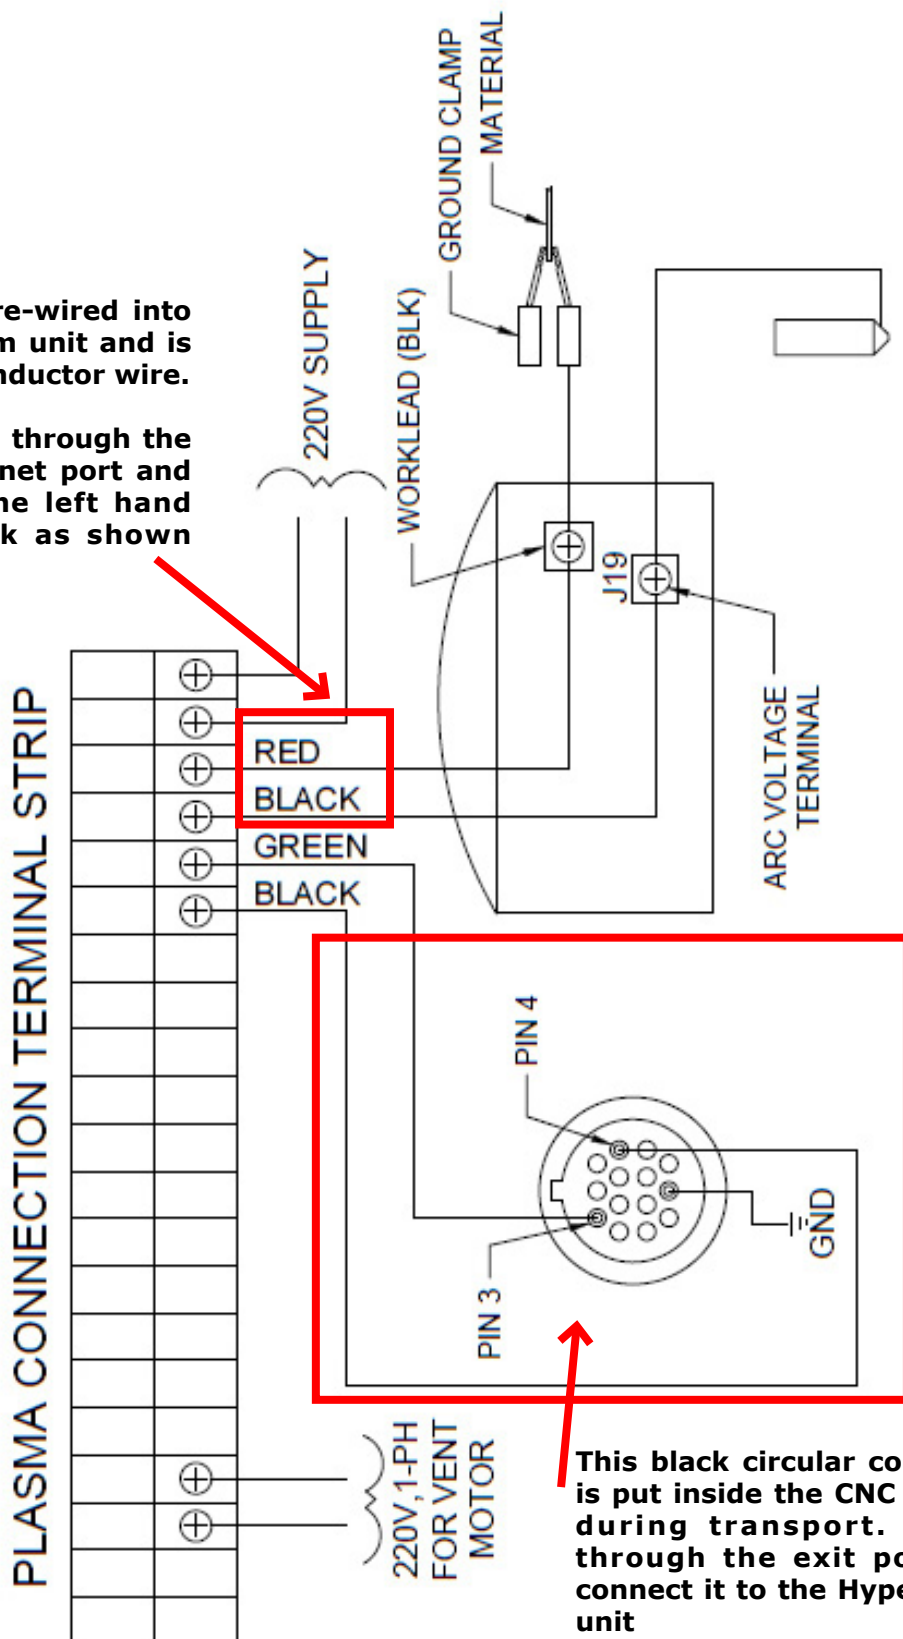 re-wired into
m unit and is
nductor wire.
through the
net port and
ne left hand
k as shown
PLASMA CONNECTION TERMINAL STRIP
220V SUPPLY
RED
BLACK
GREEN
BLACK
WORKLEAD (BLK)
GROUND CLAMP
MATERIAL
J19
ARC VOLTAGE
TERMINAL
PIN 4
PIN 3
GND
220V,1-PH
FOR VENT
MOTOR
This black circular co
is put inside the CNC
during transport.
through the exit po
connect it to the Hype
unit